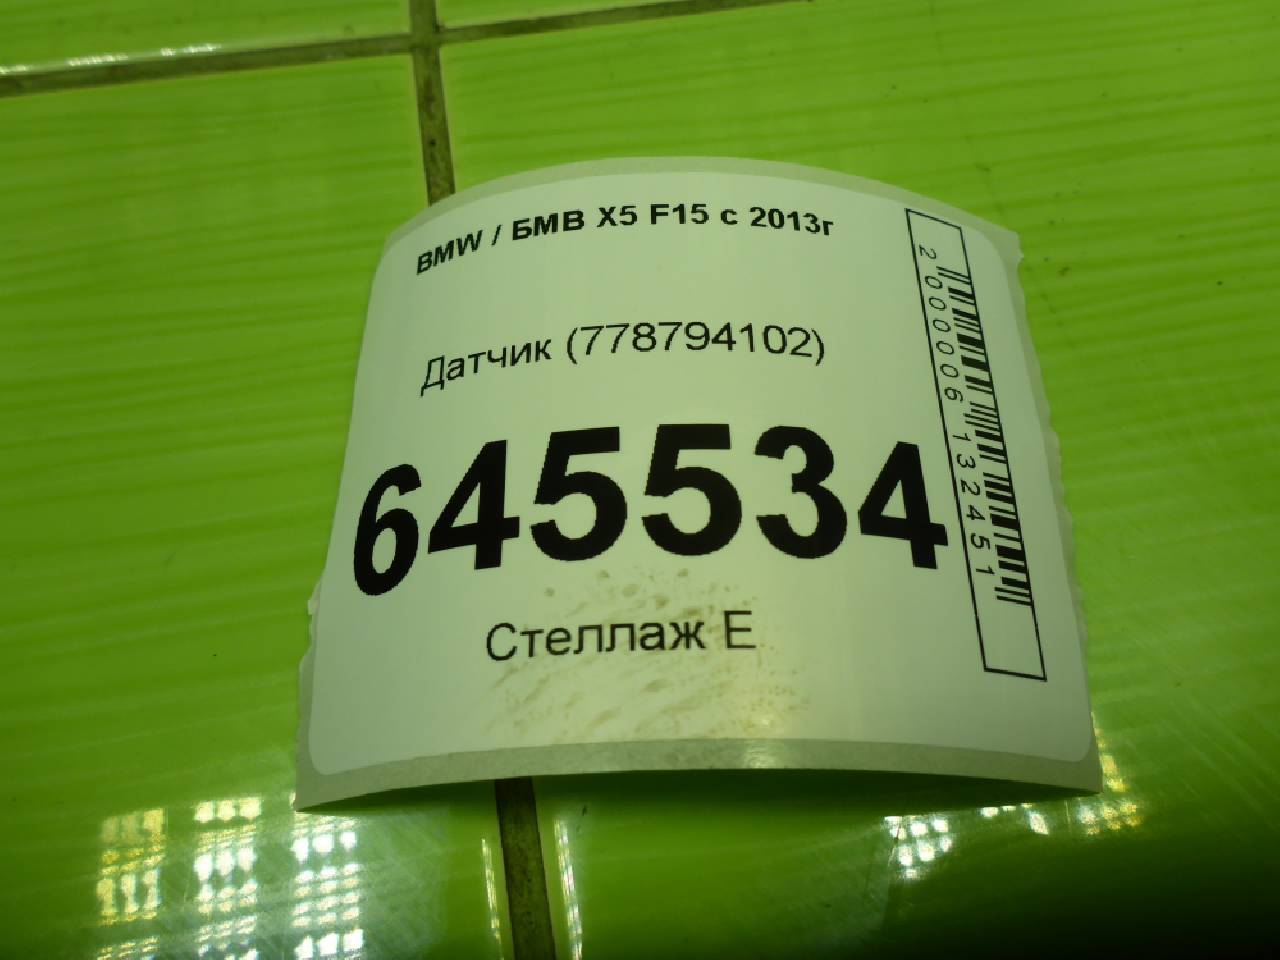 BMW / БМВ X5 F15 с 2013г
Датчик (778794102)
645534
Стеллаж Е
2000006132451